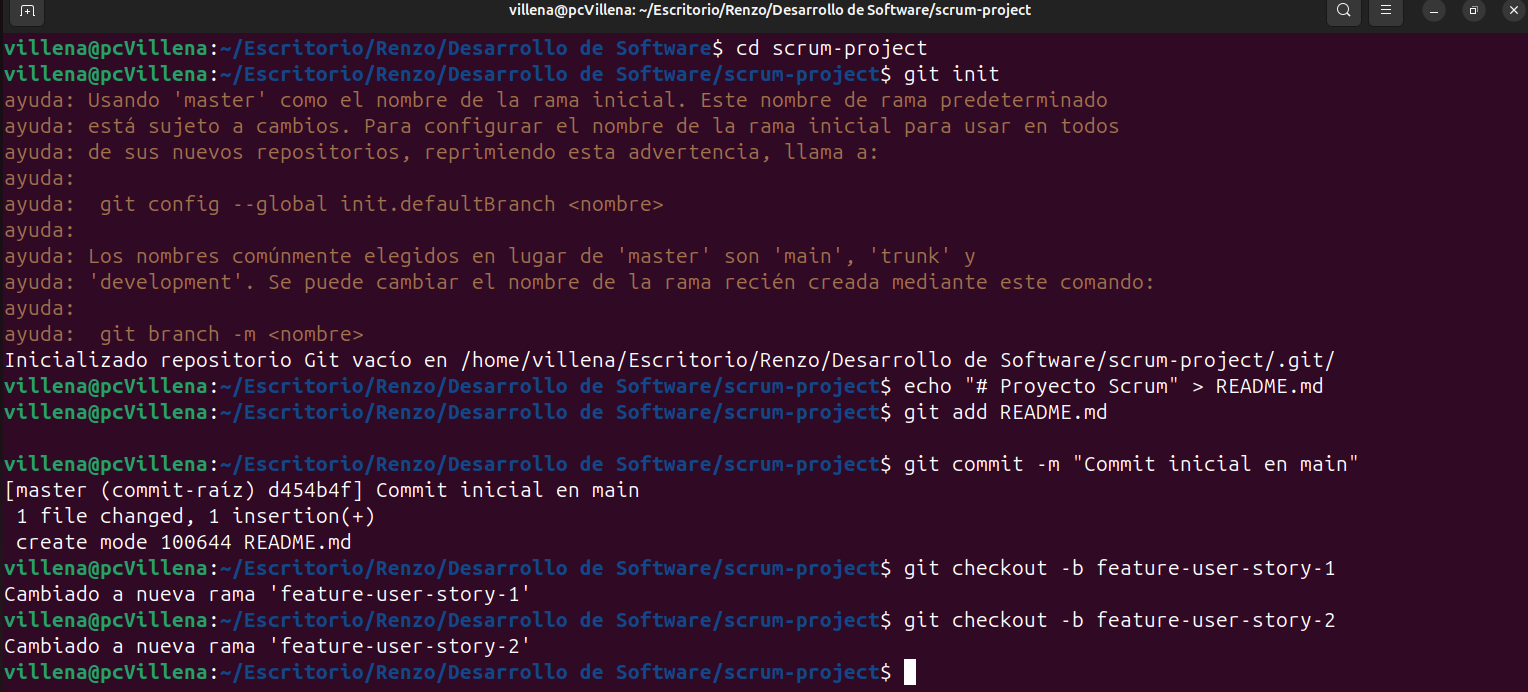 villena@pcVillena: ~/Escritorio/Renzo/Desarrollo de Software/scrum-project
villena@pcVillena:~/Escritorio/Renzo/Desarrollo de Software$ cd scrum-project
villena@pcVillena:~/Escritorio/Renzo/Desarrollo de Software/scrum-project$ git init
ayuda: Usando 'master' como el nombre de la rama inicial. Este nombre de rama predeterminado
ayuda: está sujeto a cambios. Para configurar el nombre de la rama inicial para usar en todos
ayuda: de sus nuevos repositorios, reprimiendo esta advertencia, llama a:
ayuda:
ayuda:  git config --global init.defaultBranch <nombre>
ayuda:
ayuda: Los nombres comúnmente elegidos en lugar de 'master' son 'main', 'trunk' y
ayuda: 'development'. Se puede cambiar el nombre de la rama recién creada mediante este comando:
ayuda:
ayuda:  git branch -m <nombre>
Inicializado repositorio Git vacío en /home/villena/Escritorio/Renzo/Desarrollo de Software/scrum-project/.git/
villena@pcVillena:~/Escritorio/Renzo/Desarrollo de Software/scrum-project$ echo "# Proyecto Scrum" > README.md
villena@pcVillena:~/Escritorio/Renzo/Desarrollo de Software/scrum-project$ git add README.md
villena@pcVillena:~/Escritorio/Renzo/Desarrollo de Software/scrum-project$ git commit -m "Commit inicial en main"
[master (commit-raíz) d454b4f] Commit inicial en main
 1 file changed, 1 insertion(+)
 create mode 100644 README.md
villena@pcVillena:~/Escritorio/Renzo/Desarrollo de Software/scrum-project$ git checkout -b feature-user-story-1
Cambiado a nueva rama 'feature-user-story-1'
villena@pcVillena:~/Escritorio/Renzo/Desarrollo de Software/scrum-project$ git checkout -b feature-user-story-2
Cambiado a nueva rama 'feature-user-story-2'
villena@pcVillena:~/Escritorio/Renzo/Desarrollo de Software/scrum-project$